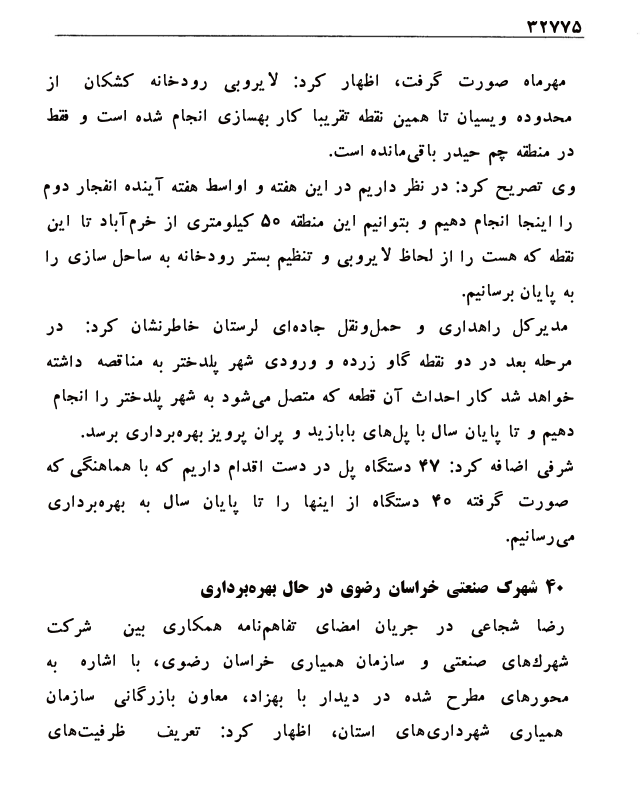 ۳۲۷۷۵
مهرماه صورت گرفت، اظهار کرد: لایروبی رودخانه کشکان از
محدوده ویسیان تا همین نقطه تقریبا کار بهسازی انجام شده است و فقط
در منطقه چم حیدر باقی‌مانده است.
وی تصریح کرد: در نظر داریم در این هفته و اواسط هفته آینده انفجار دوم
را اینجا انجام دهیم و بتوانیم این منطقه ۵۰ کیلومتری از خرم‌آباد تا این
نقطه که هست را از لحاظ لایروبی و تنظیم بستر رودخانه به ساحل سازی را
به پایان برسانیم.
مدیرکل راهداری و حمل‌ونقل جاده‌ای لرستان خاطرنشان کرد: در
مرحله بعد در دو نقطه گاو زرده و ورودی شهر پلدختر به مناقصه داشته
خواهد شد کار احداث آن قطعه که متصل می‌شود به شهر پلدختر را انجام
دهیم و تا پایان سال با پل‌های بابازید و پران پرویز بهره‌برداری برسد.
شرفی اضافه کرد: ۴۷ دستگاه پل در دست اقدام داریم که با هماهنگی که
صورت گرفته ۴۰ دستگاه از اینها را تا پایان سال به بهره‌برداری
می‌رسانیم.
۴۰ شهرک صنعتی خراسان رضوی در حال بهره‌برداری
رضا شجاعی در جریان امضای تفاهم‌نامه همکاری بین شرکت
شهرك‌های صنعتی و سازمان همیاری خراسان رضوی، با اشاره به
محورهای مطرح شده در دیدار با بهزاد، معاون بازرگانی سازمان
همیاری شهرداری‌های استان، اظهار کرد: تعریف ظرفیت‌های